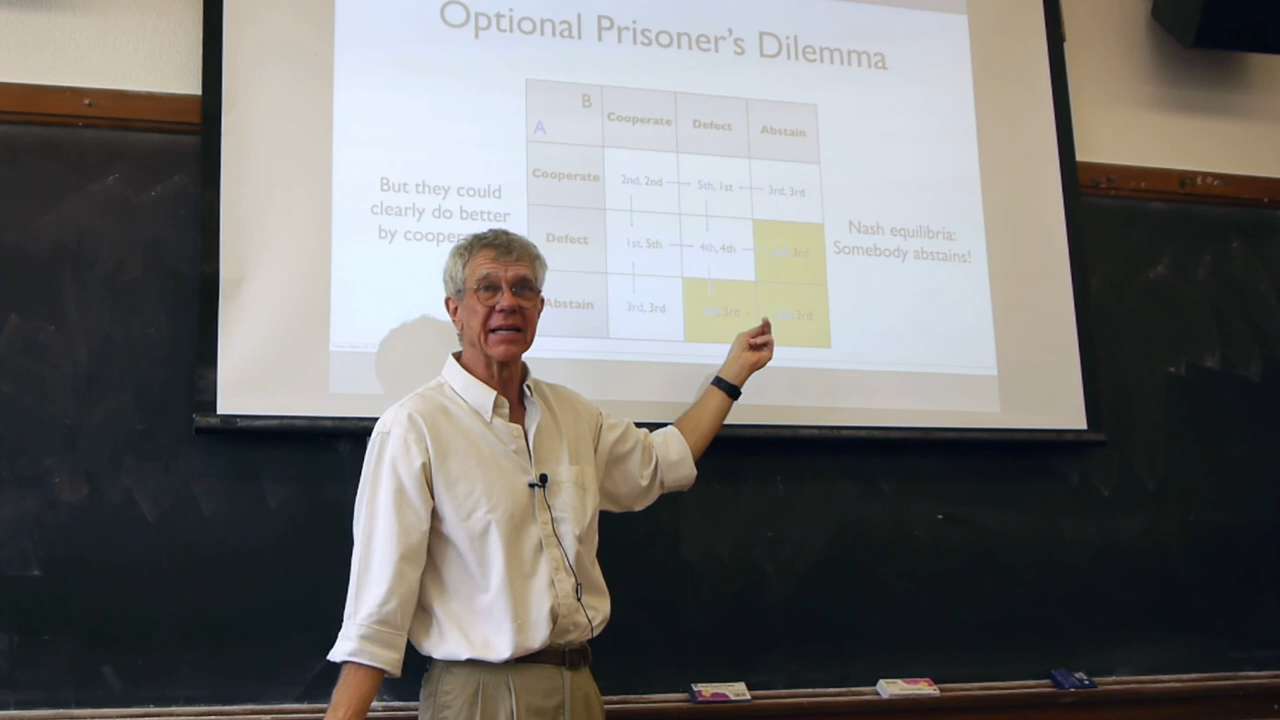 Optional Prisoner's Dilemma
B
A
Cooperate
Defect
Abstain
Cooperate
2nd, 2nd
5th, 1st
3rd, 3rd
Defect
1st, 5th
4th, 4th
3rd
Abstain
3rd, 3rd
3rd
3rd
But they could
clearly do better
by
Nash equilibria:
Somebody abstains!